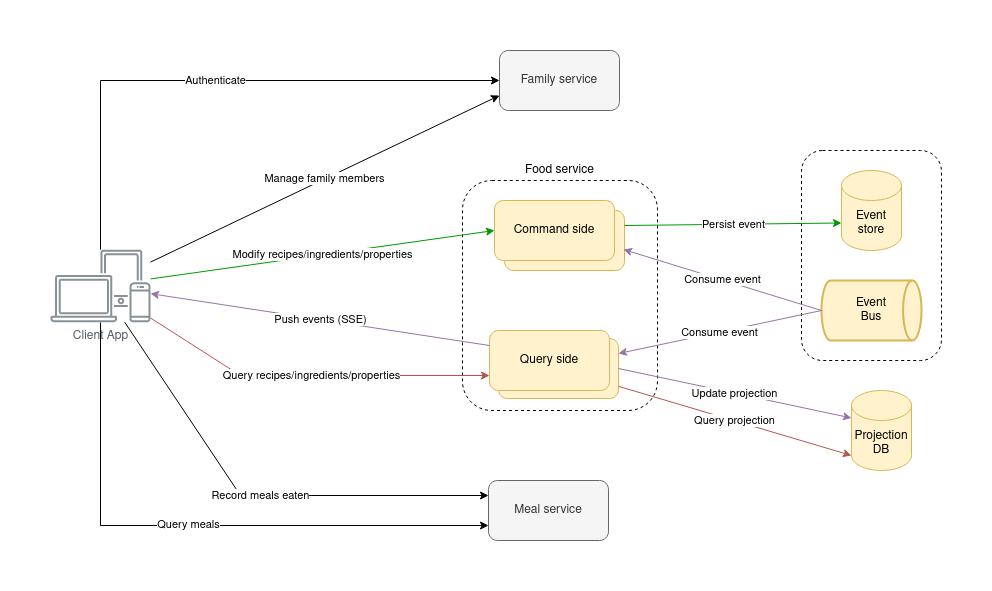 Authenticate
Family service
Manage family members
Food service
Command side
Modify recipes/ingredients/properties
Persist event
Event
store
Consume event
Event
Bus
Client App
Push events (SSE)
Consume event
Query side
Query recipes/ingredients/properties
Update projection
Query projection
Projection
DB
Record meals eaten
Meal service
Query meals